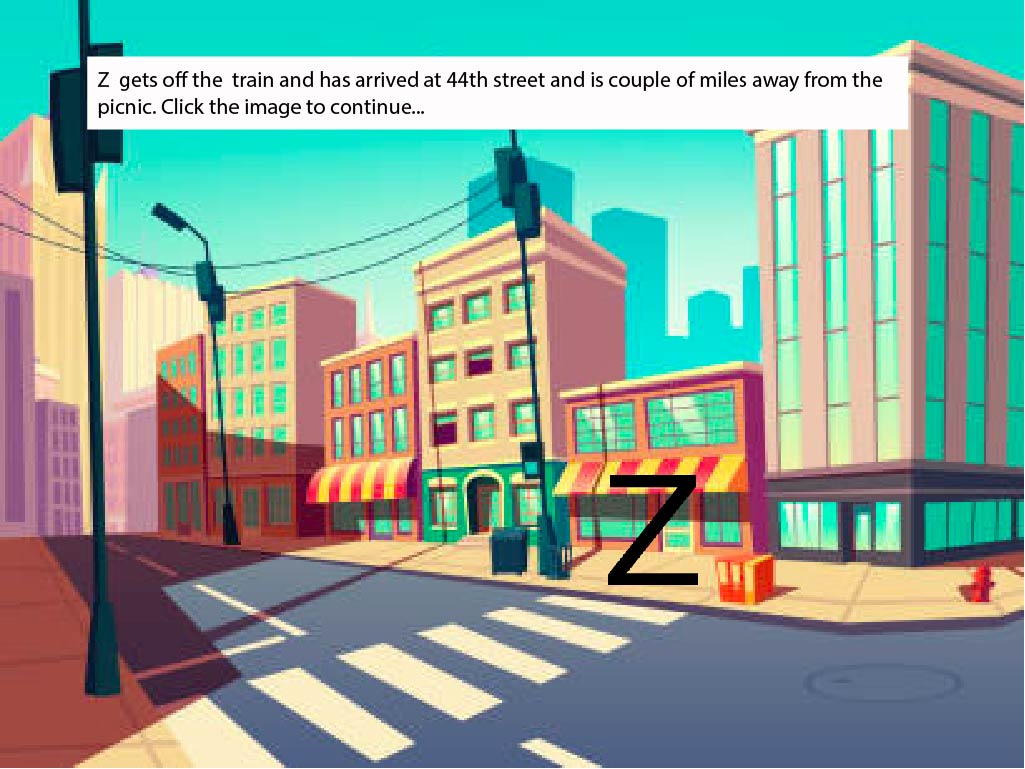 Z gets off the train and has arrived at 44th street and is couple of miles away from the
picnic. Click the image to continue...
Z